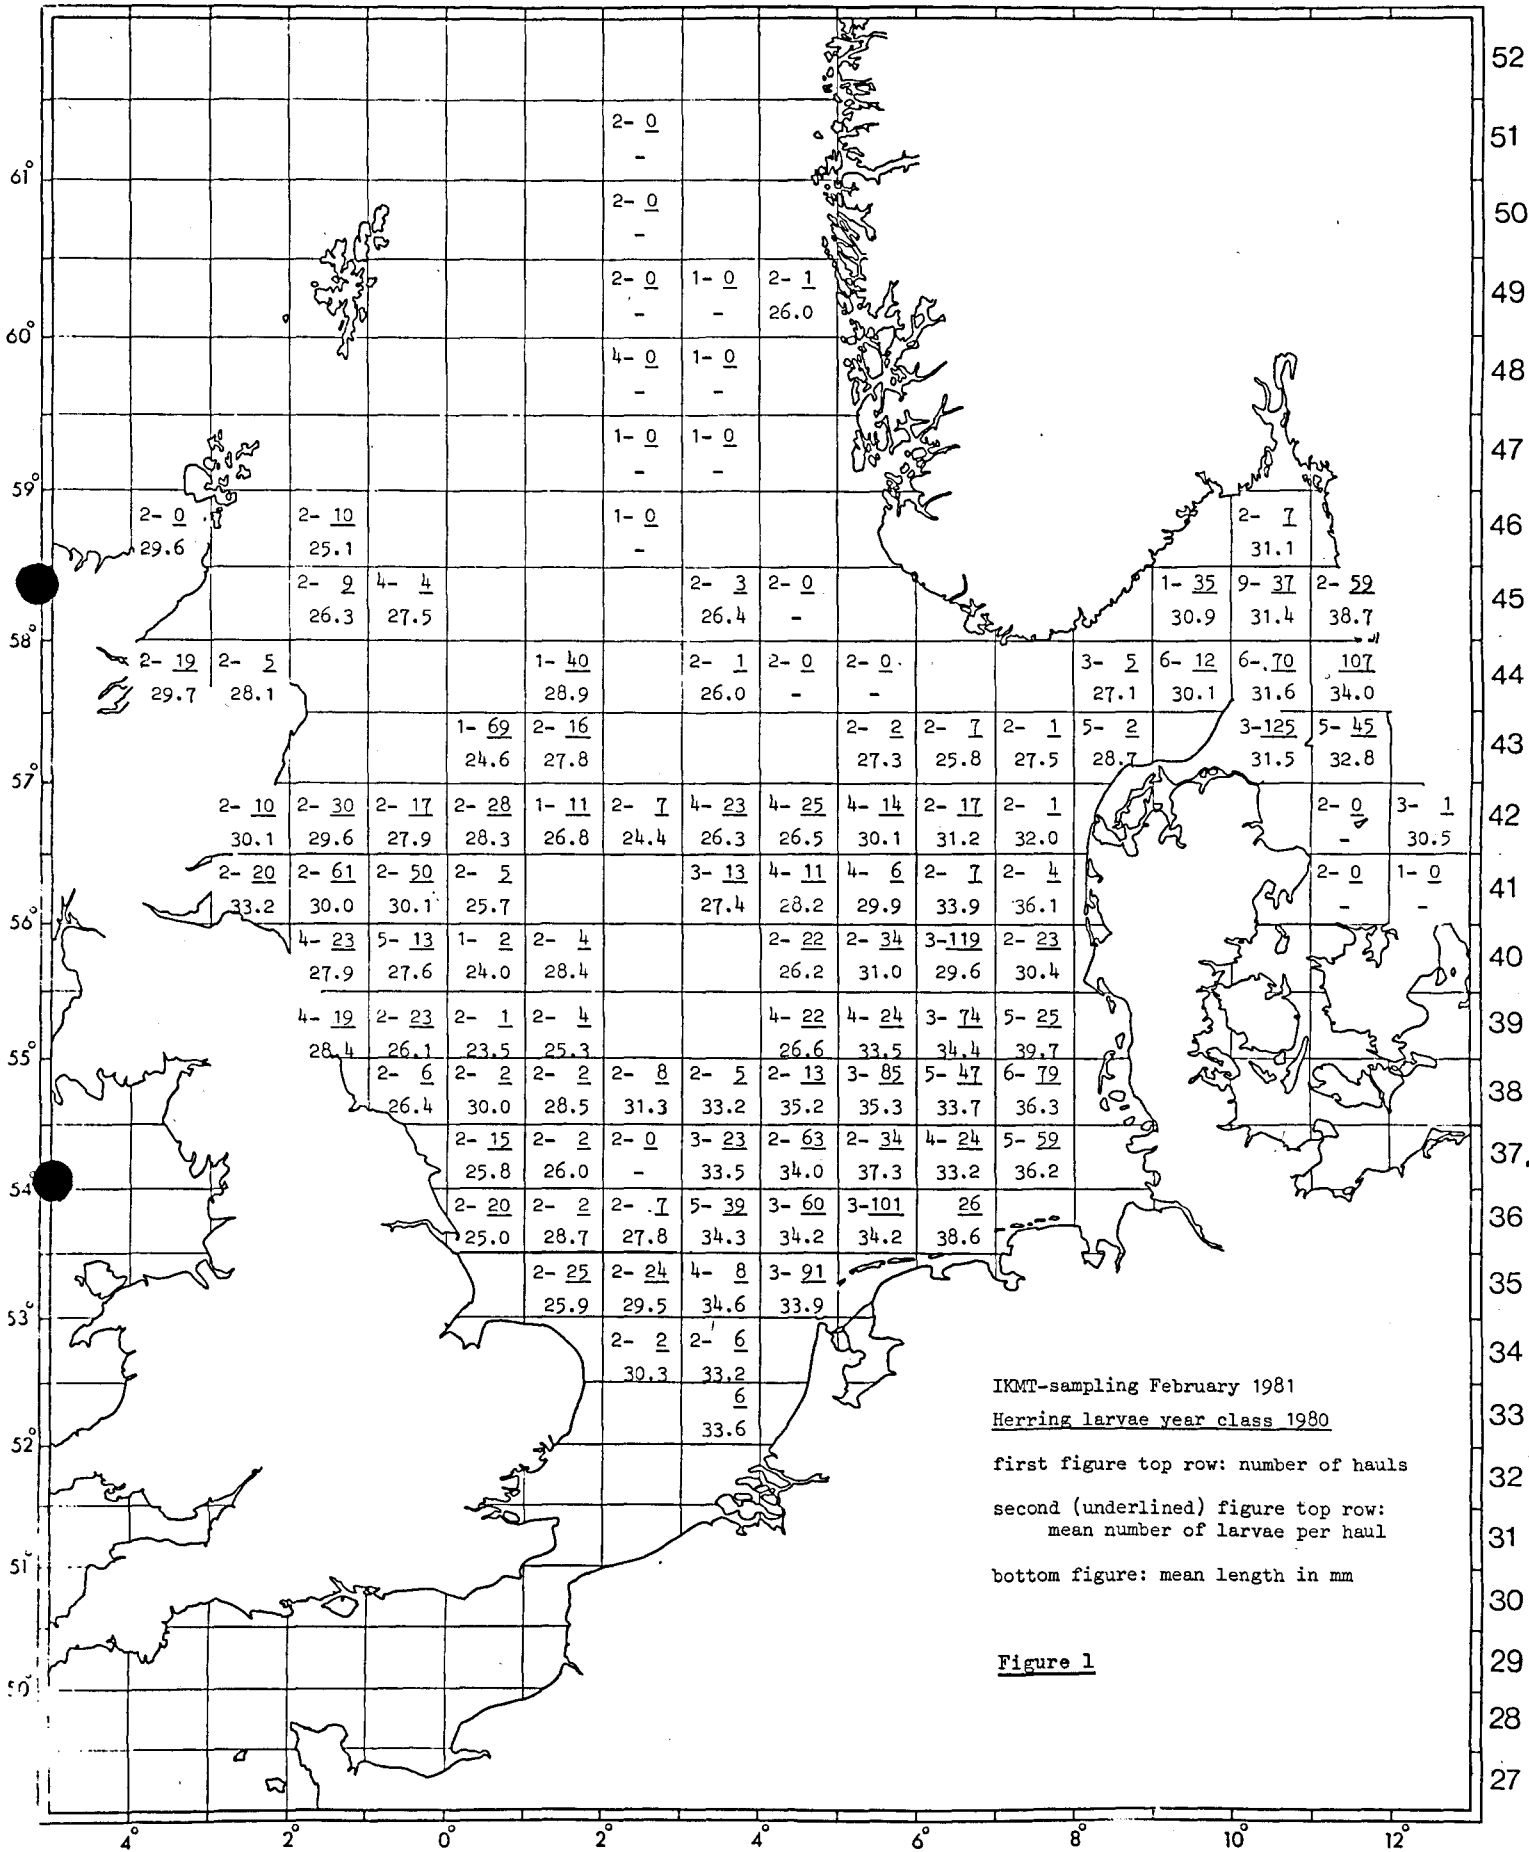 52
2- 0
51
-
61°
2- 0
50
-
2- 0 1- 0 2- 1
49
- - 26.0
60°
4- 0 1- 0
48
- -
1- 0 1- 0
47
- -
59°
2- 0 2- 10 1- 0 2- 7
46
29.6 25.1 - 31.1
2- 9 4- 4 2- 3 2- 0 1- 35 9- 37 2- 59
45
26.3 27.5 26.4 - 30.9 31.4 38.7
58°
2- 19 2- 5 1- 40 2- 1 2- 0 2- 0 3- 5 6- 12 6- 70 107
44
29.7 28.1 28.9 26.0 - - 27.1 30.1 31.6 34.0
1- 69 2- 16 2- 2 2- 7 2- 1 5- 2 3-125 5- 45
43
24.6 27.8 27.3 25.8 27.5 28.7 31.5 32.8
57°
2- 10 2- 30 2- 17 2- 28 1- 11 2- 7 4- 23 4- 25 4- 14 2- 17 2- 1 2- 0 3- 1
42
30.1 29.6 27.9 28.3 26.8 24.4 26.3 26.5 30.1 31.2 32.0 - 30.5
2- 20 2- 61 2- 50 2- 5 3- 13 4- 11 4- 6 2- 7 2- 4 2- 0 1- 0
41
33.2 30.0 30.1 25.7 27.4 28.2 29.9 33.9 36.1 - -
56°
4- 23 5- 13 1- 2 2- 4 2- 22 2- 34 3-119 2- 23
40
27.9 27.6 24.0 28.4 26.2 31.0 29.6 30.4
4- 19 2- 23 2- 1 2- 4 4- 22 4- 24 3- 74 5- 25
39
28.4 26.1 23.5 25.3 26.6 33.5 34.4 39.7
55°
2- 6 2- 2 2- 2 2- 8 2- 5 2- 13 3- 85 5- 47 6- 79
38
26.4 30.0 28.5 31.3 33.2 35.2 35.3 33.7 36.3
2- 15 2- 2 2- 0 3- 23 2- 63 2- 34 4- 24 5- 59
37
25.8 26.0 - 33.5 34.0 37.3 33.2 36.2
54°
2- 20 2- 2 2- 7 5- 39 3- 60 3-101 26
36
25.0 28.7 27.8 34.3 34.2 34.2 38.6
2- 25 2- 24 4- 8 3- 91
35
25.9 29.5 34.6 33.9
53°
2- 2 2- 6
34
30.3 33.2
6
33
33.6
52°
IKMT-sampling February 1981
Herring larvae year class 1980
first figure top row: number of hauls
32
second (underlined) figure top row:
mean number of larvae per haul
31
51°
bottom figure: mean length in mm
30
Figure 1
29
50°
28
27
4° 2° 0° 2° 4° 6° 8° 10° 12°